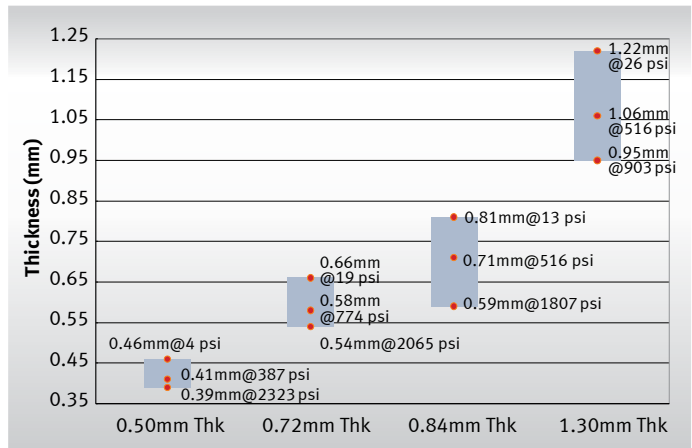 Thickness (mm)
1.25
1.15
1.05
0.95
0.85
0.75
0.65
0.55
0.45
0.35
0.46mm@4 psi
0.41mm@387 psi
0.39mm@2323 psi
0.66mm
@19 psi
0.58mm
@774 psi
0.54mm@2065 psi
0.81mm@13 psi
0.71mm@516 psi
0.59mm@1807 psi
1.22mm
@26 psi
1.06mm
@516 psi
0.95mm
@903 psi
0.50mm Thk
0.72mm Thk
0.84mm Thk
1.30mm Thk